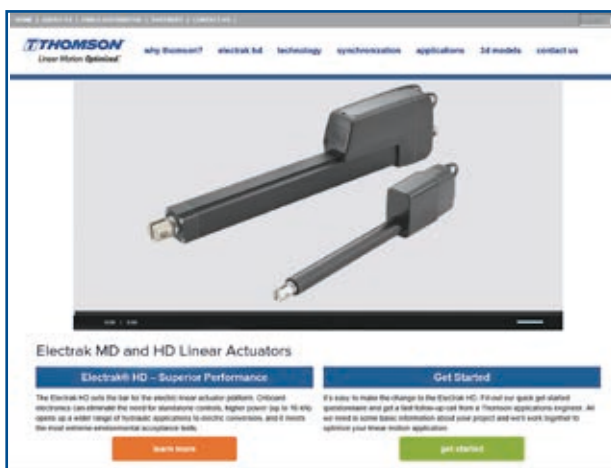 THOMSON
Linear Motion Optimized
why thomson? electrak hd technology synchronization applications 3d models contact us
Electrak MD and HD Linear Actuators
Electrak® HD – Superior Performance
The Electrak HD sets the bar for the electric linear actuator platform. Onboard
electronics can eliminate the need for standalone controls, higher power (up to 16 kN)
opens up a wider range of hydraulic applications to electric conversion, and it meets
the most extreme environmental acceptance tests.
learn more
Get Started
It's easy to make the change to the Electrak HD. Fill out our quick get started
questionnaire and get a fast follow-up call from a Thomson applications engineer. All
we need is some basic information about your project and we'll work together to
optimize your linear motion application.
get started